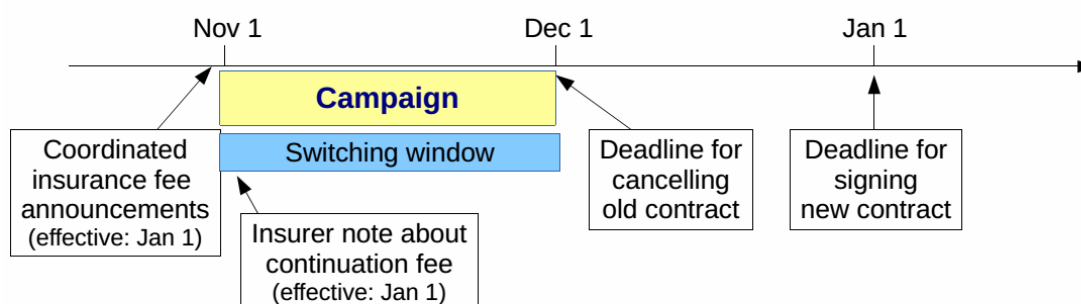 Nov 1
Dec 1
Jan 1
Campaign
Switching window
Coordinated
insurance fee
announcements
(effective: Jan 1)
Insurer note about
continuation fee
(effective: Jan 1)
Deadline for
cancelling
old contract
Deadline for
signing
new contract